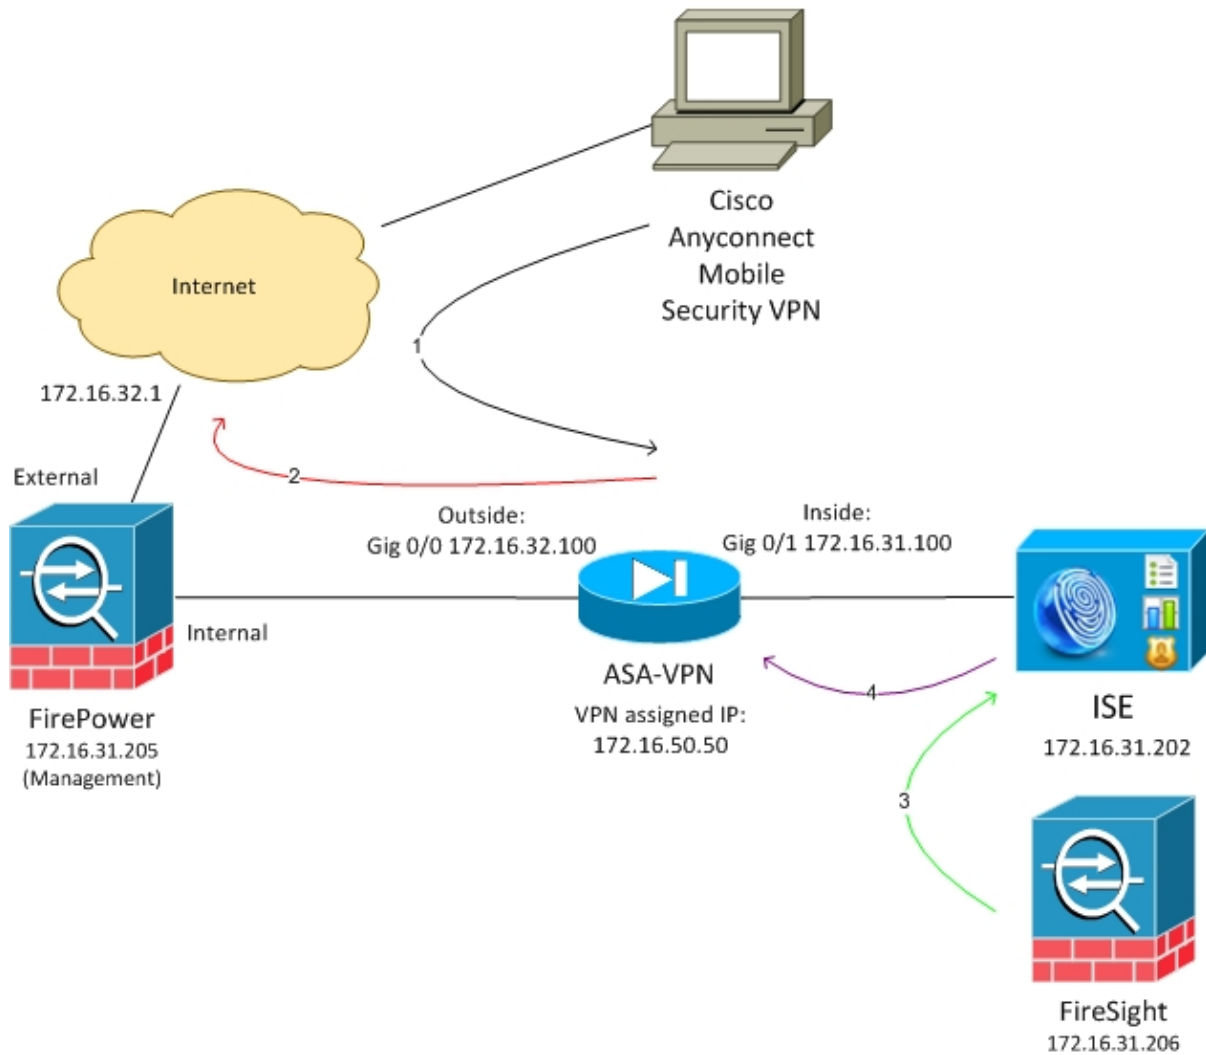 Cisco
Anyconnect
Mobile
Security VPN
Internet
1
172.16.32.1
2
External
Outside:
Gig 0/0 172.16.32.100
Inside:
Gig 0/1 172.16.31.100
Internal
ASA-VPN
VPN assigned IP:
172.16.50.50
4
FirePower
172.16.31.205
(Management)
ISE
172.16.31.202
3
FireSight
172.16.31.206